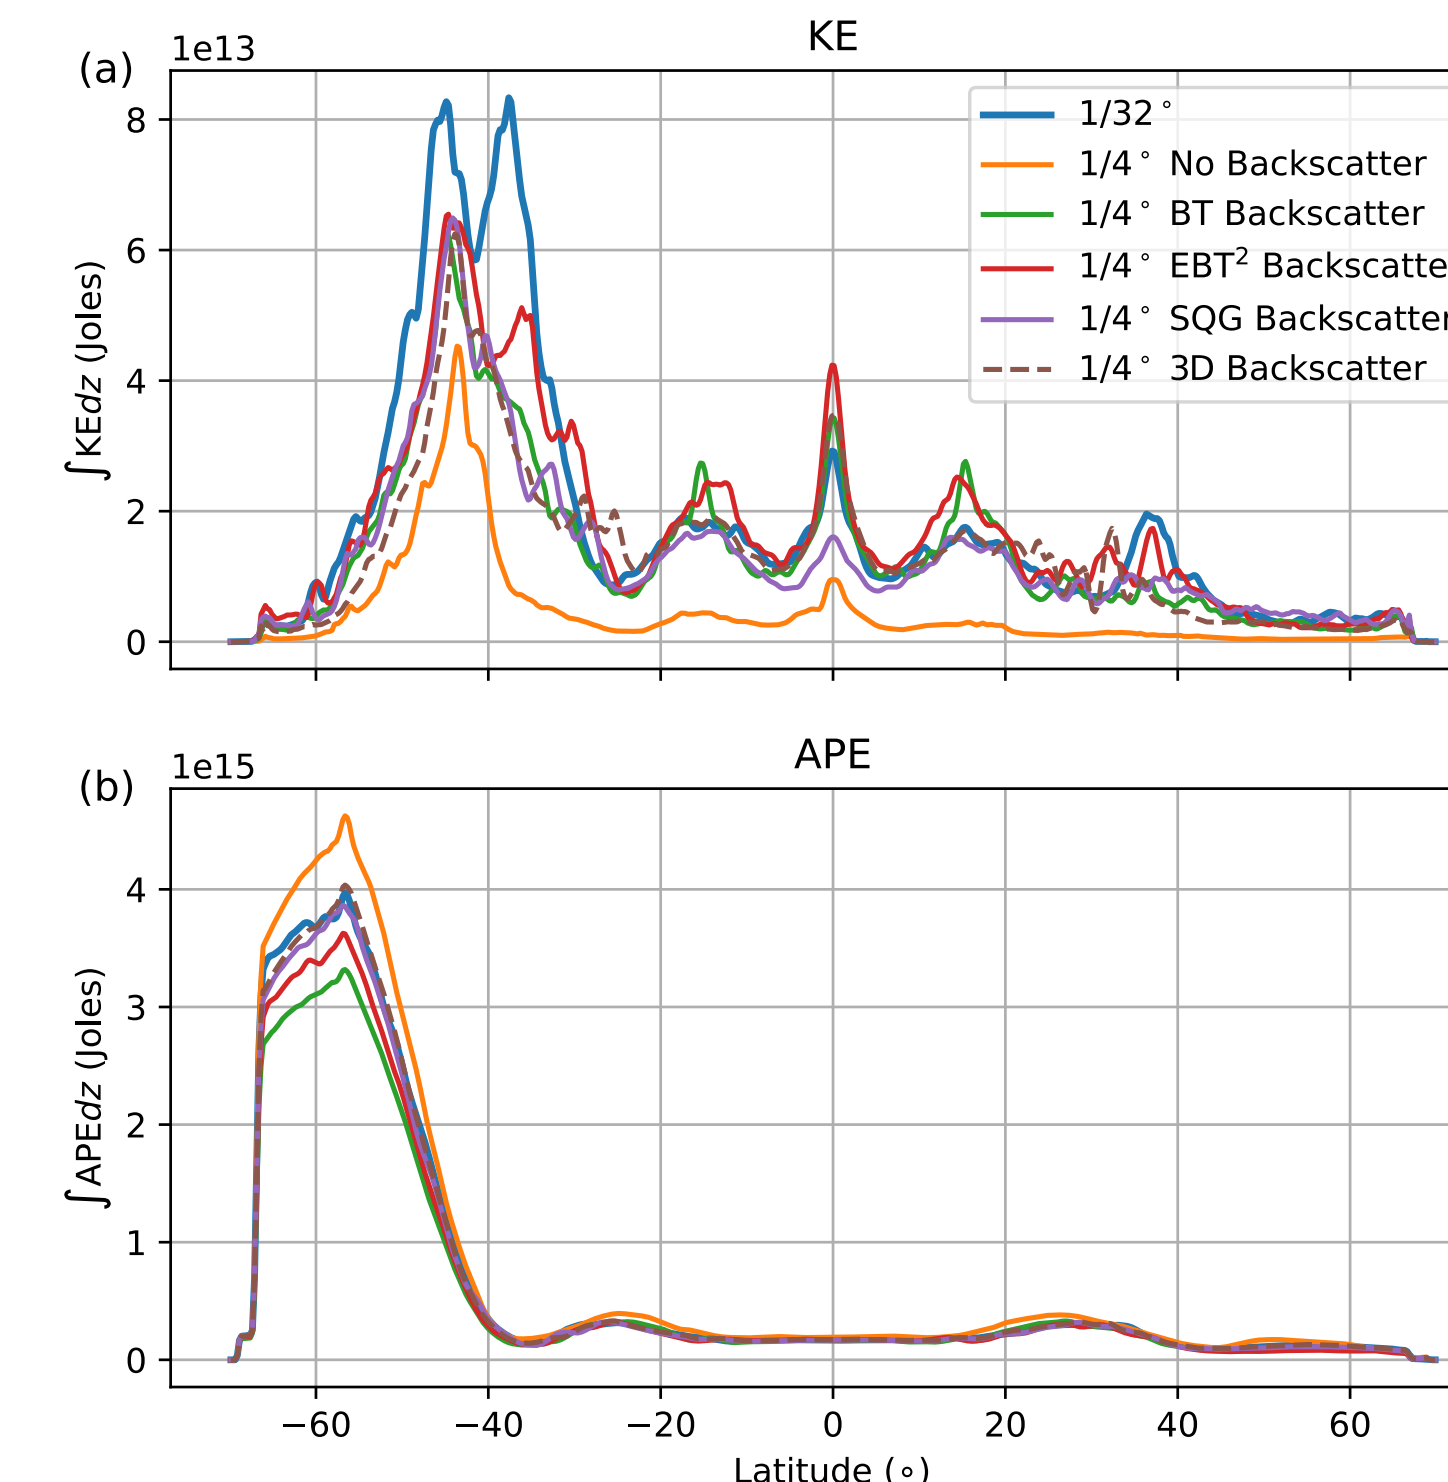 KE
(a)
1e13
8
6
4
2
0
∫KEdz (Joles)
1/32°
1/4° No Backscatter
1/4° BT Backscatter
1/4° EBT² Backscatte
1/4° SQG Backscatter
1/4° 3D Backscatter
APE
(b)
1e15
4
3
2
1
0
∫APEdz (Joles)
−60 −40 −20 0 20 40 60
Latitude (∘)